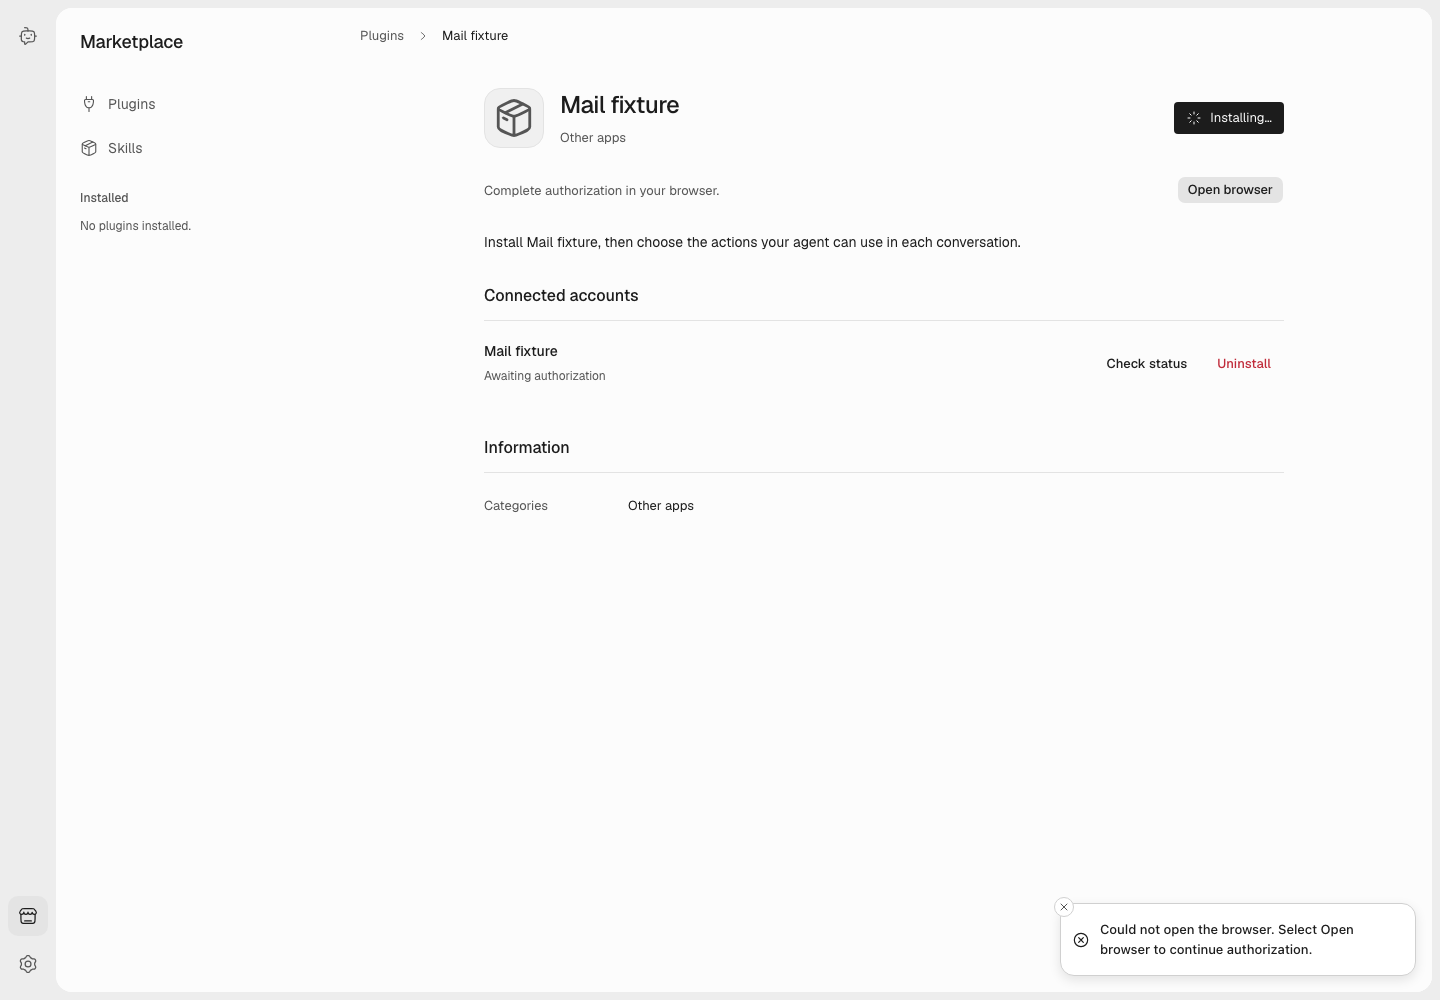 Marketplace
Plugins
Skills
Installed
No plugins installed.
Plugins
Mail fixture
Mail fixture
Other apps
Installing…
Complete authorization in your browser.
Open browser
Install Mail fixture, then choose the actions your agent can use in each conversation.
Connected accounts
Mail fixture
Awaiting authorization
Check status
Uninstall
Information
Categories
Other apps
Could not open the browser. Select Open
browser to continue authorization.